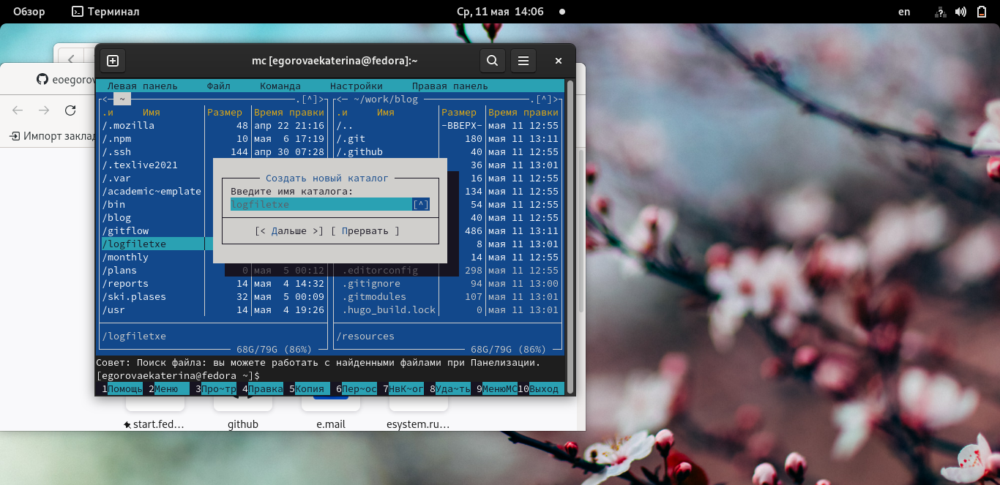 Обзор Терминал Ср, 11 мая 14:06 en
mc [egorovaekaterina@fedora]:~
eoegorov
Импорт заклад
Левая панель Файл Команда Настройки Правая панель
<─ ~ .[^]> <─ ~/work/blog .[^]>
.и Имя Размер Время правки .и Имя Размер Время правки
/.mozilla 48 апр 22 21:16 /.. -ВВЕРХ- мая 11 12:55
/.npm 10 мая 6 17:19 /.git 180 мая 11 13:11
/.ssh 144 апр 30 07:28 /.github 40 мая 11 12:55
/.texlive2021 36 мая 11 13:01
/.var 16 мая 11 12:55
/academic~emplate 134 мая 11 12:55
/bin 54 мая 11 12:55
/blog 40 мая 11 12:55
/gitflow 486 мая 11 13:11
/logfiletxe 8 мая 11 13:01
/monthly 14 мая 11 12:55
/plans 0 мая 5 00:12 .editorconfig 298 мая 11 12:55
/reports 14 мая 4 14:32 .gitignore 94 мая 11 13:00
/ski.plases 32 мая 5 00:09 .gitmodules 107 мая 11 13:01
/usr 14 мая 4 19:26 .hugo_build.lock 0 мая 11 13:01
Создать новый каталог
Введите имя каталога:
logfiletxe [^]
[< Дальше >] [ Прервать ]
/logfiletxe /resources
68G/79G (86%) 68G/79G (86%)
Совет: Поиск файла: вы можете работать с найденными файлами при Панелизации.
[egorovaekaterina@fedora ~]$
1Помощь 2Меню 3Про~тр 4Правка 5Копия 6Пер~ос 7НвК~ог 8Уда~ть 9МенюMC 10Выход
start.fed... github e.mail esystem.ru...